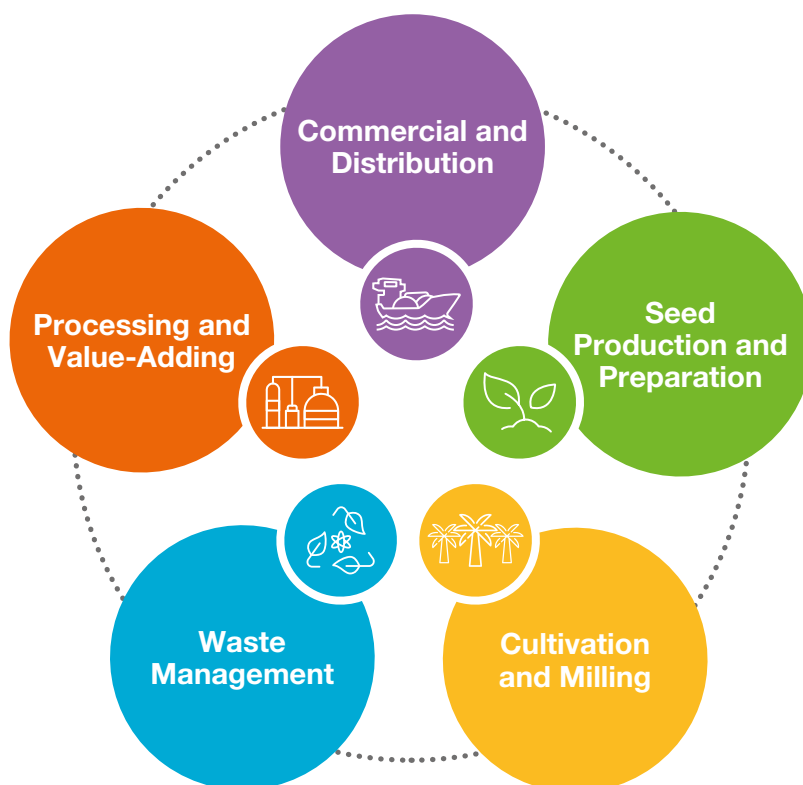 Commercial and
Distribution
Seed
Production and
Preparation
Cultivation
and Milling
Waste
Management
Processing and
Value-Adding